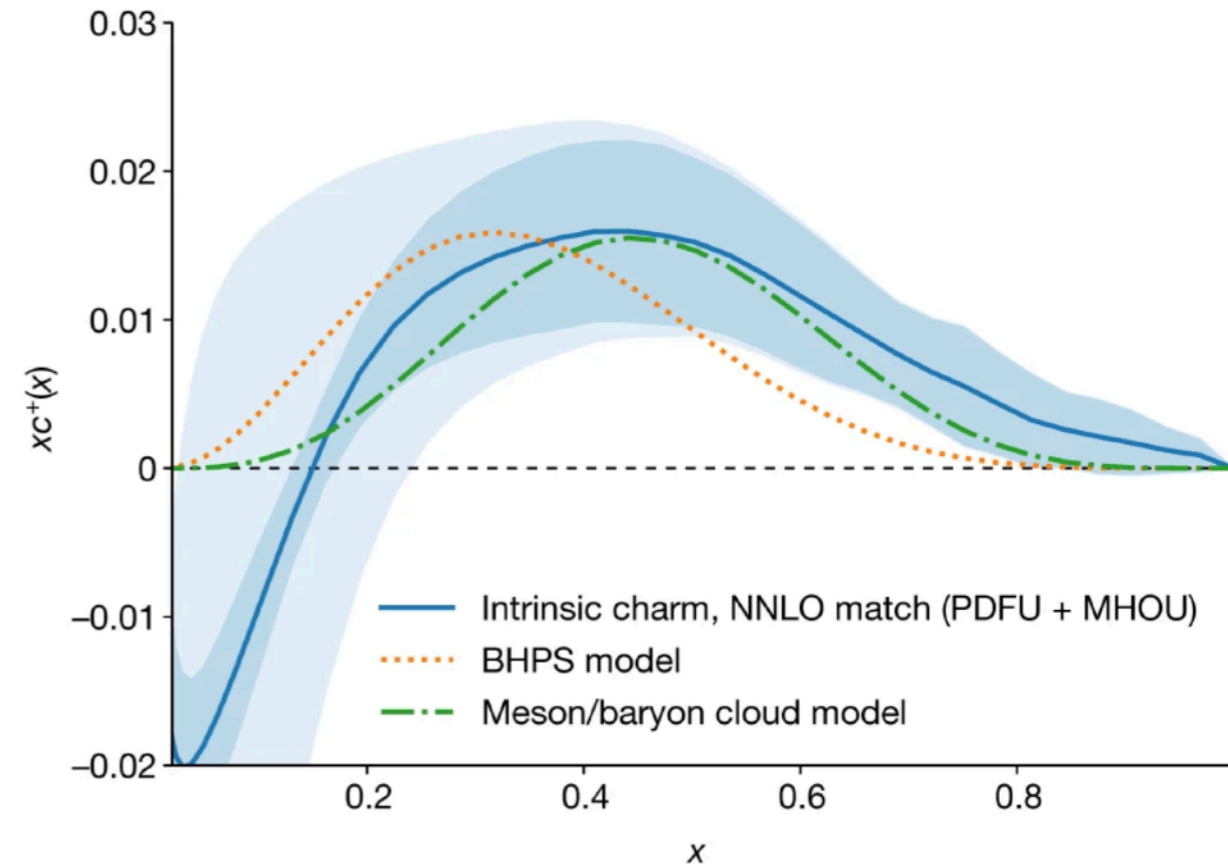 0.03
0.02
0.01
0
−0.01
−0.02
xc⁺(x)
0.2 0.4 0.6 0.8
x
Intrinsic charm, NNLO match (PDFU + MHOU)
BHPS model
Meson/baryon cloud model